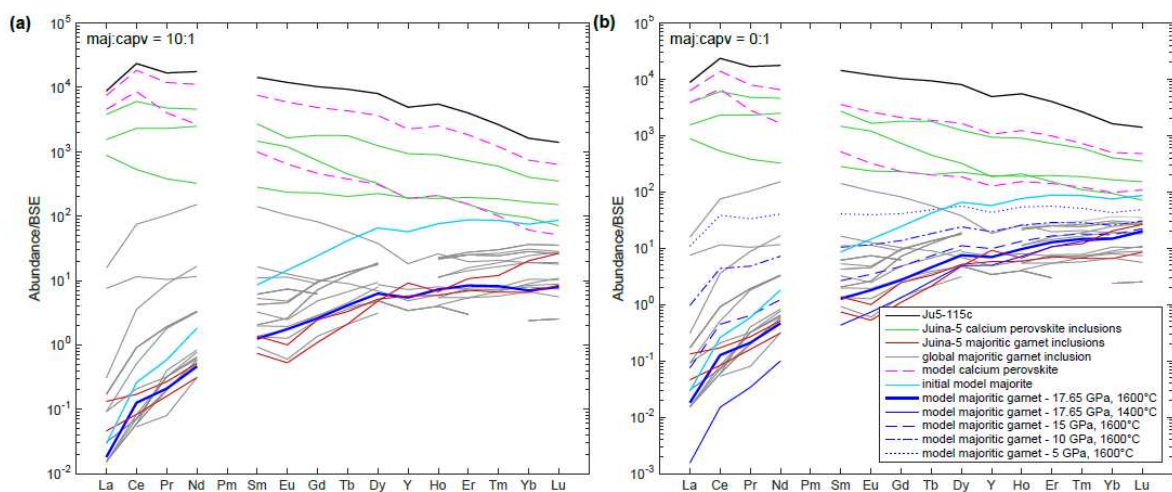 (a)
maj:capv = 10:1
Abundance/BSE
10^5
10^4
10^3
10^2
10^1
10^0
10^-1
10^-2
La Ce Pr Nd Pm Sm Eu Gd Tb Dy Y Ho Er Tm Yb Lu
(b)
maj:capv = 0:1
Abundance/BSE
10^5
10^4
10^3
10^2
10^1
10^0
10^-1
10^-2
10^-3
La Ce Pr Nd Pm Sm Eu Gd Tb Dy Y Ho Er Tm Yb Lu
Ju5-115c
Juina-5 calcium perovskite inclusions
Juina-5 majoritic garnet inclusions
global majoritic garnet inclusion
model calcium perovskite
initial model majorite
model majoritic garnet - 17.65 GPa, 1600°C
model majoritic garnet - 17.65 GPa, 1400°C
model majoritic garnet - 15 GPa, 1600°C
model majoritic garnet - 10 GPa, 1600°C
model majoritic garnet - 5 GPa, 1600°C